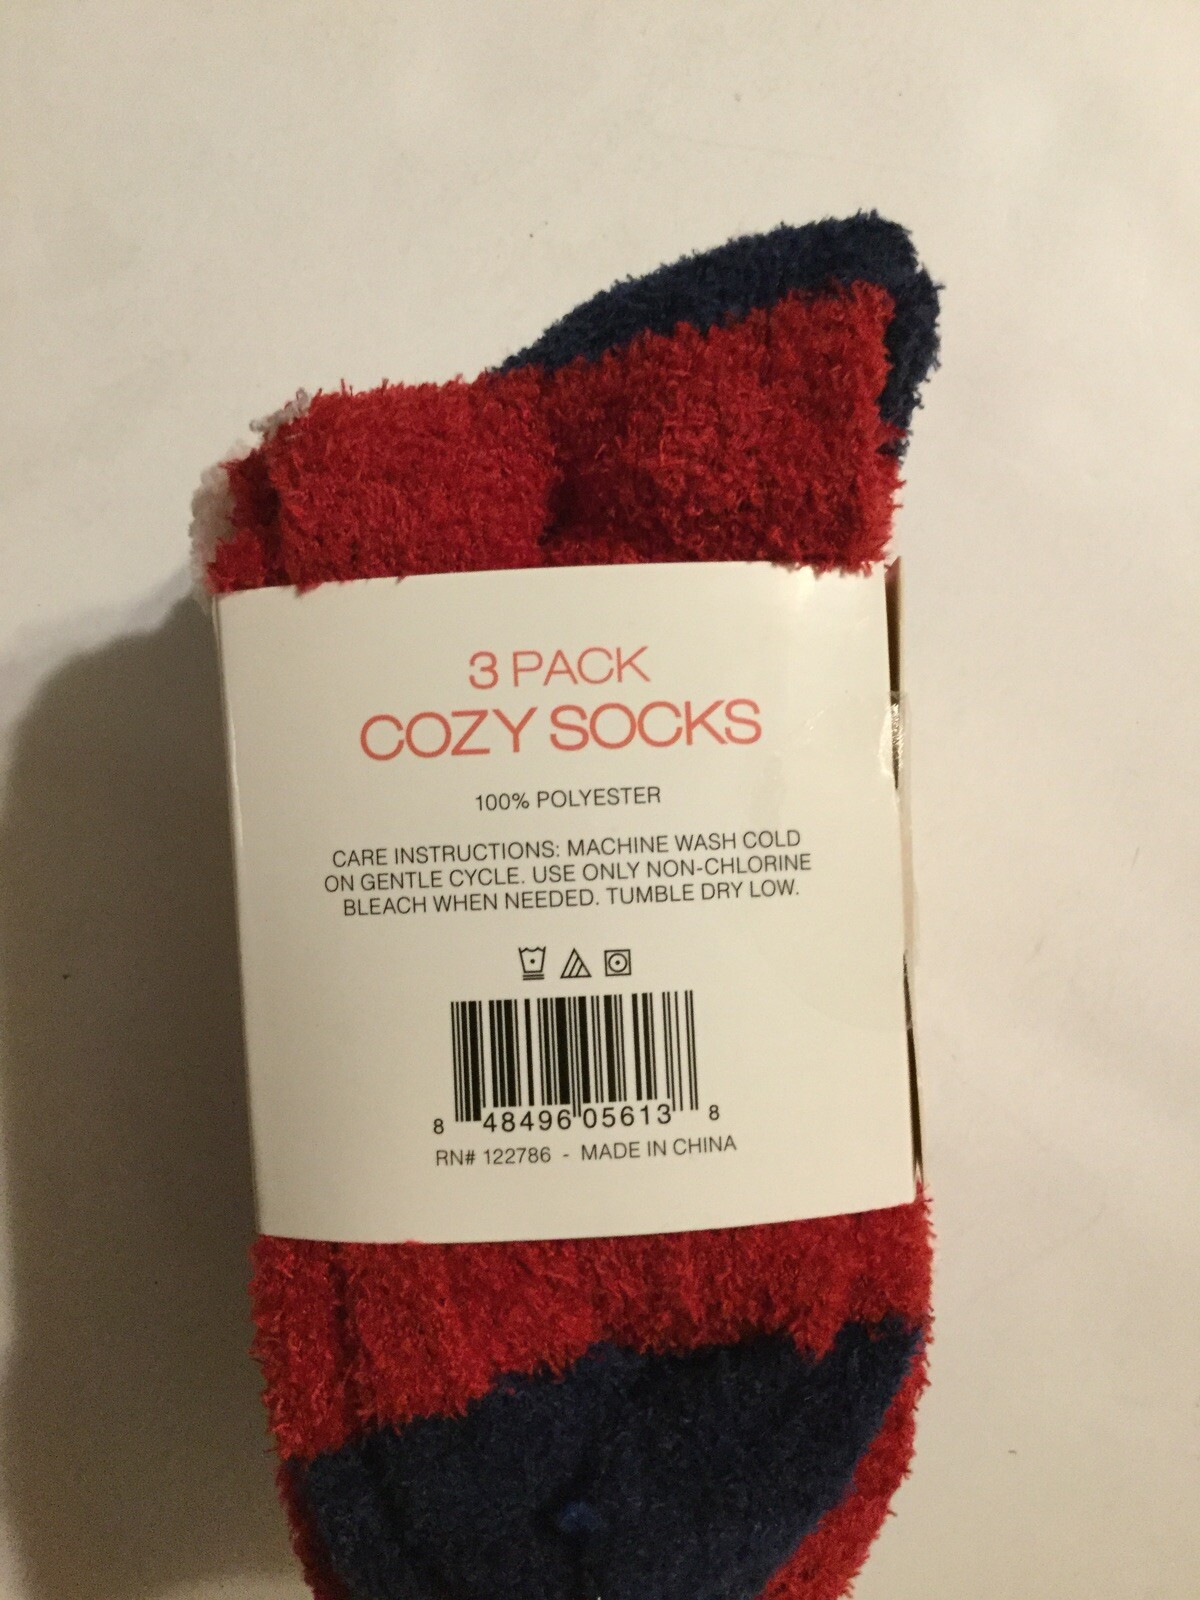 3 PACK
COZY SOCKS
100% POLYESTER
CARE INSTRUCTIONS: MACHINE WASH COLD
ON GENTLE CYCLE. USE ONLY NON-CHLORINE
BLEACH WHEN NEEDED. TUMBLE DRY LOW.
8 48496 05613 8
RN# 122786 - MADE IN CHINA